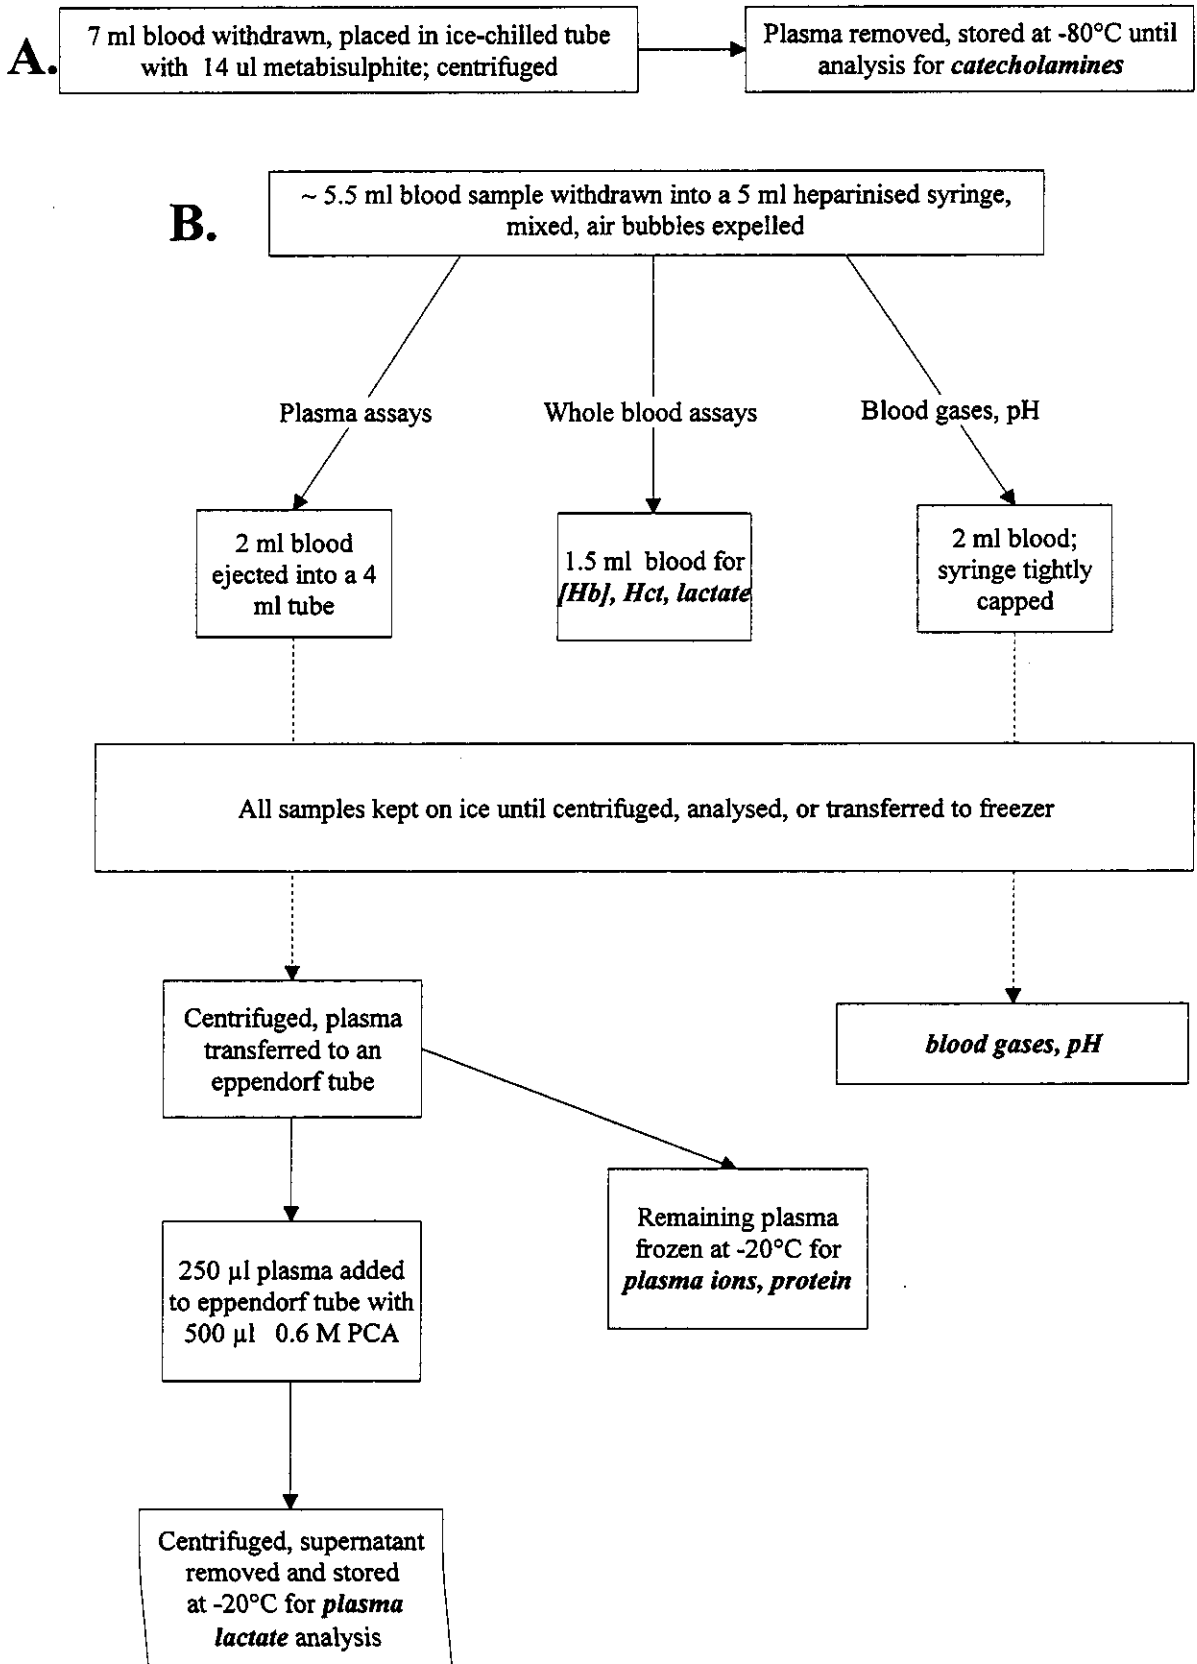 A.
7 ml blood withdrawn, placed in ice-chilled tube
with 14 ul metabisulphite; centrifuged
Plasma removed, stored at -80°C until
analysis for catecholamines
B.
~ 5.5 ml blood sample withdrawn into a 5 ml heparinised syringe,
mixed, air bubbles expelled
Plasma assays
Whole blood assays
Blood gases, pH
2 ml blood
ejected into a 4
ml tube
1.5 ml blood for
[Hb], Hct, lactate
2 ml blood;
syringe tightly
capped
All samples kept on ice until centrifuged, analysed, or transferred to freezer
Centrifuged, plasma
transferred to an
eppendorf tube
blood gases, pH
250 µl plasma added
to eppendorf tube with
500 µl 0.6 M PCA
Remaining plasma
frozen at -20°C for
plasma ions, protein
Centrifuged, supernatant
removed and stored
at -20°C for plasma
lactate analysis